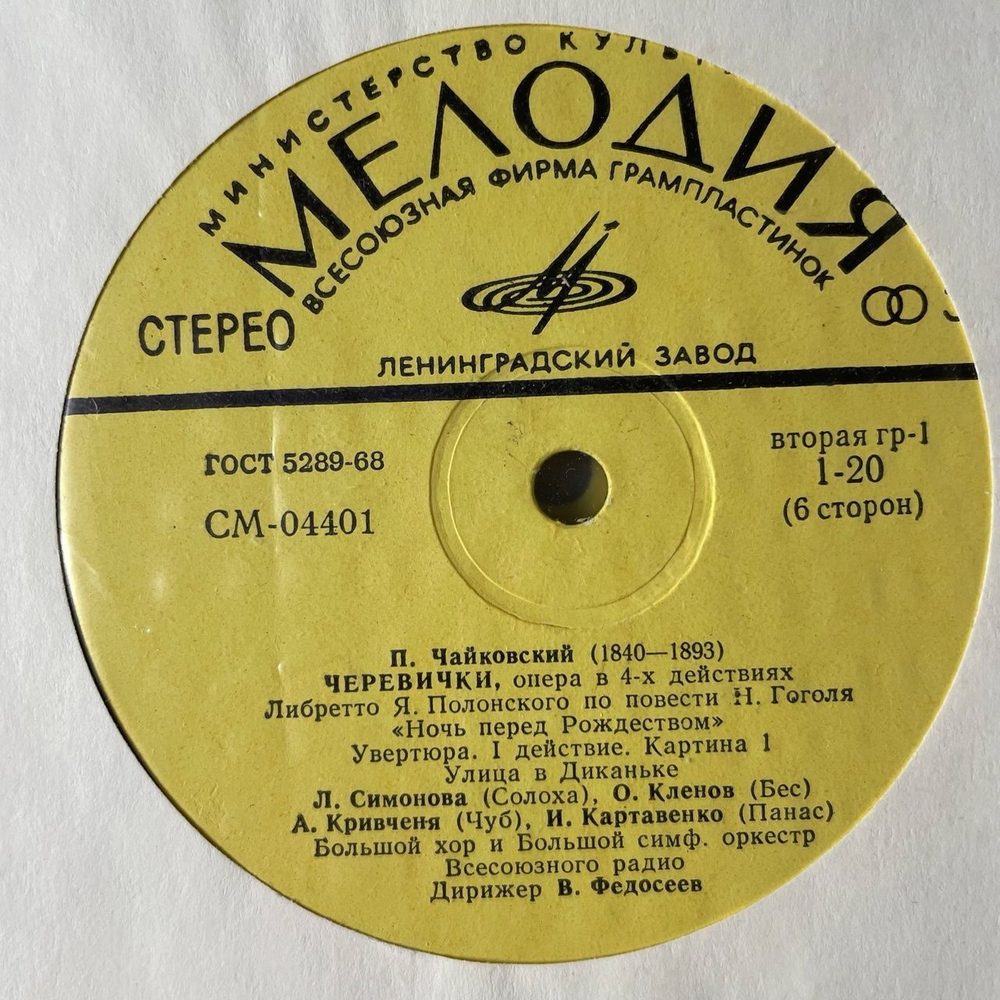 МИНИСТЕРСТВО
МЕЛОДИЯ
ВСЕСОЮЗНАЯ ФИРМА ГРАМПЛАСТИНОК
СТЕРЕО
ЛЕНИНГРАДСКИЙ ЗАВОД
ГОСТ 5289-68
СМ-04401
вторая гр-1
1-20
(6 сторон)
П. Чайковский (1840—1893)
ЧЕРЕВИЧКИ, опера в 4-х действиях
Либретто Я. Полонского по повести Н. Гоголя
«Ночь перед Рождеством»
Увертюра. I действие. Картина 1
Улица в Диканьке
Л. Симонова (Солоха), О. Кленов (Бес)
А. Кривченя (Чуб), И. Картавенко (Панас)
Большой хор и Большой симф. оркестр
Всесоюзного радио
Дирижер В. Федосеев